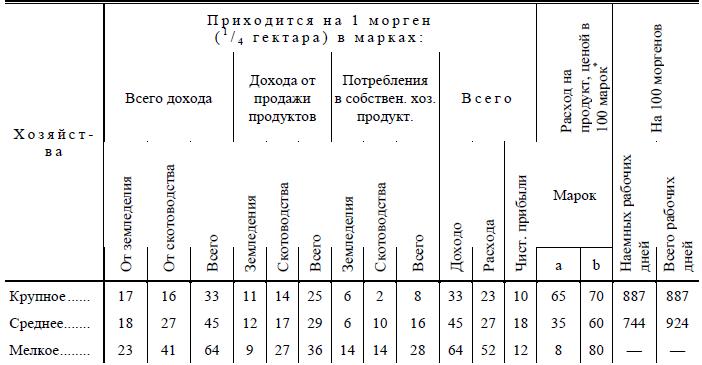 Приходится на 1 морген
(1/4 гектара) в марках:
Хозяйст-
ва
Всего дохода
Дохода от
продажи
продуктов
Потребления
в собствен. хоз.
продукт.
Всего
Расход на
продукт, ценой в
100 марок*
На 100 моргенов
От земледелия
От скотоводства
Всего
Земледения
Скотоводства
Всего
Земледелия
Скотоводства
Всего
Доходо
Расхода
Чист. прибыли
Марок
a
b
Наемных рабочих
дней
Всего рабочих
дней
Крупное...... 17 16 33 11 14 25 6 2 8 33 23 10 65 70 887 887
Среднее....... 18 27 45 12 17 29 6 10 16 45 27 18 35 60 744 924
Мелкое........ 23 41 64 9 27 36 14 14 28 64 52 12 8 80 — —